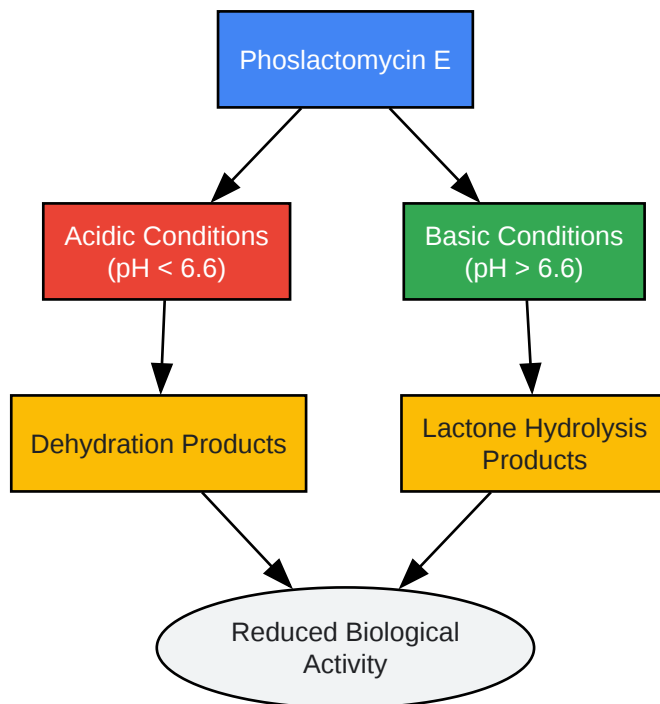 Phoslactomycin E
Acidic Conditions
(pH < 6.6)
Basic Conditions
(pH > 6.6)
Dehydration Products
Lactone Hydrolysis
Products
Reduced Biological
Activity